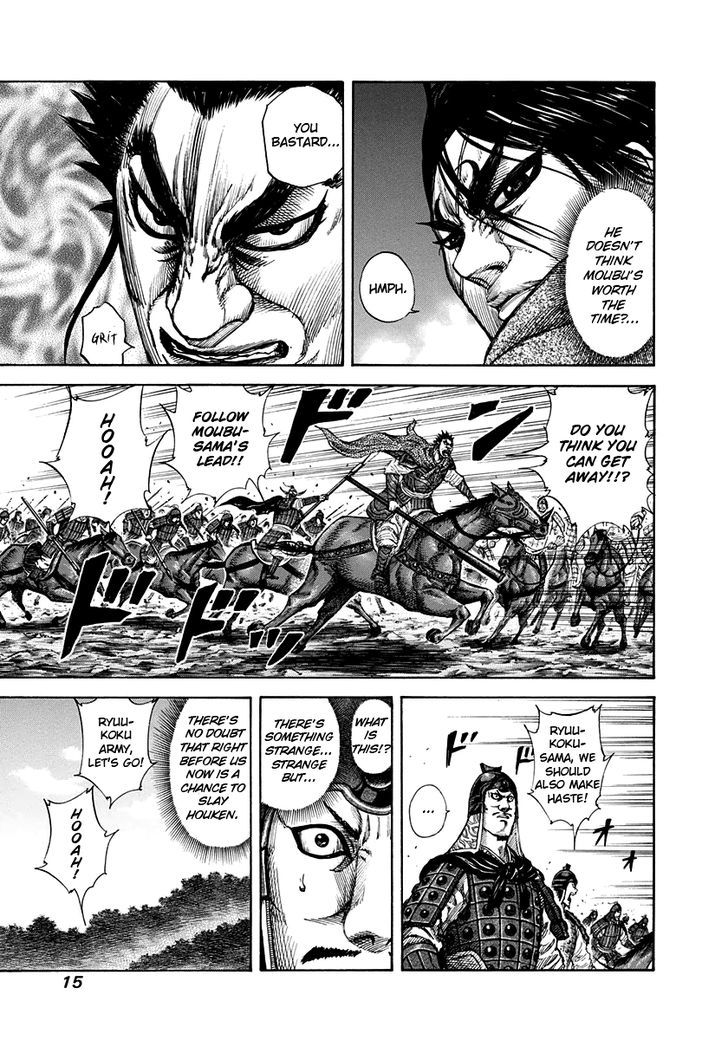 HE
DOESN'T
THINK
MOUBU'S
WORTH
THE
TIME?...
HMPH.
YOU
BASTARD...
GRIT
DO YOU
THINK YOU
CAN GET
AWAY!!?
ドドドドン
FOLLOW
MOUBU-
SAMA'S
LEAD!!
HOOAH!
RYUU-
KOKU-
SAMA, WE
SHOULD
ALSO MAKE
HASTE!
ドド
オオ
...
WHAT
IS
THIS!?
THERE'S
SOMETHING
STRANGE...
STRANGE
BUT...
THERE'S
NO DOUBT
THAT RIGHT
BEFORE US
NOW IS A
CHANCE TO
SLAY
HOUKEN.
RYUU-
KOKU
ARMY,
LET'S GO!
HOOAH!
15